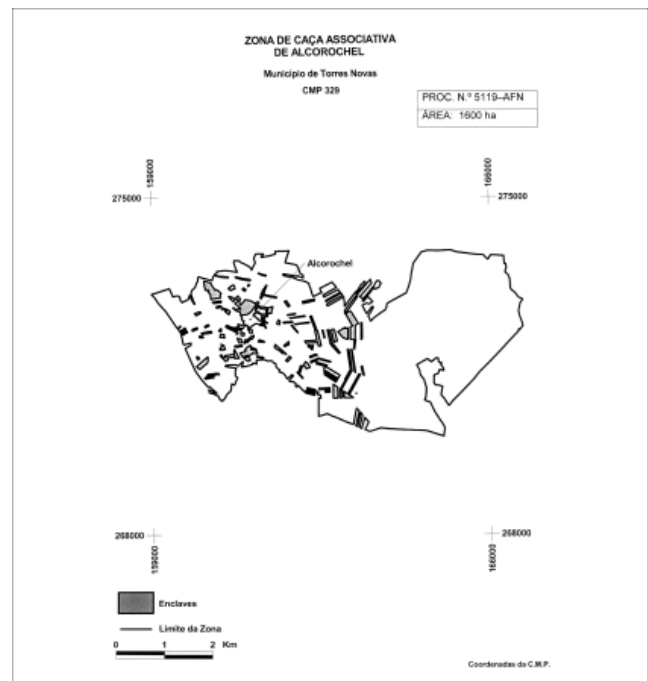 ZONA DE CAÇA ASSOCIATIVA
DE ALCOROCHEL
Município de Torres Novas
CMP 329
PROC. N.º 5119–AFN
ÁREA: 1600 ha
159000
166000
275000
275000
Alcorochel
268000
268000
159000
166000
Enclaves
Limite da Zona
0 1 2 Km
Coordenadas da C.M.P.